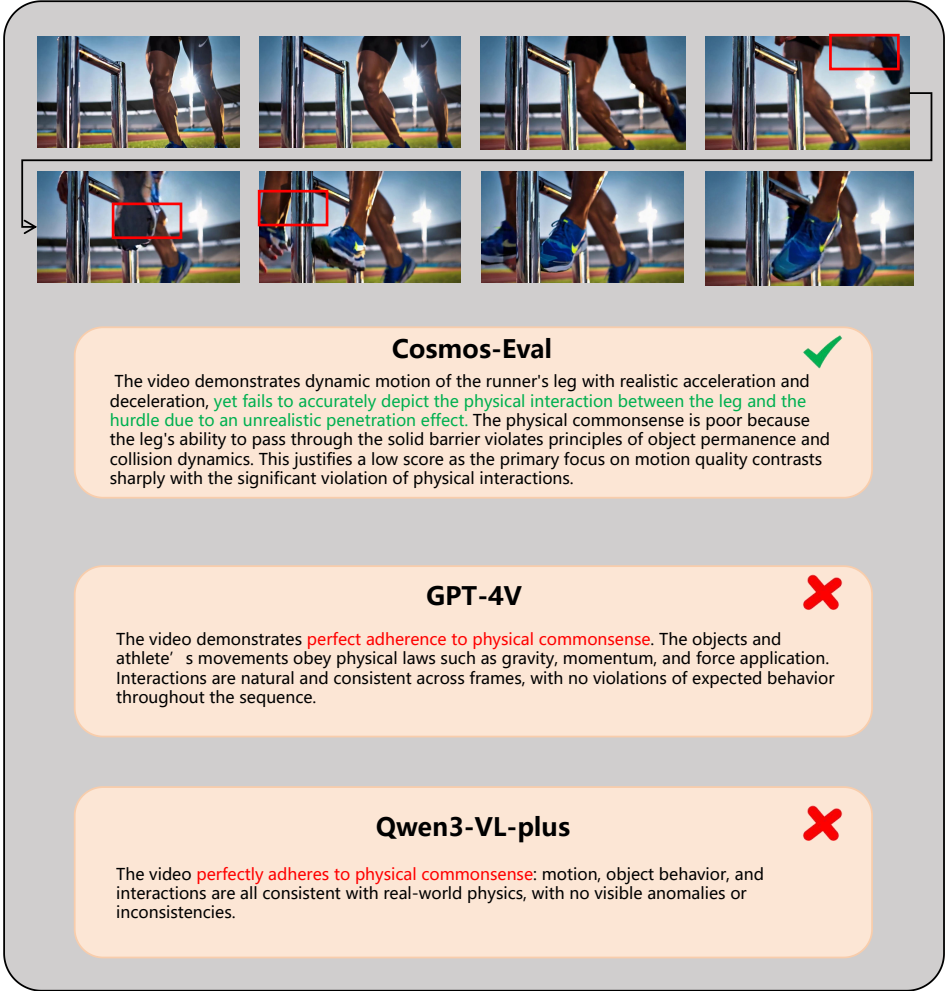 Cosmos-Eval
The video demonstrates dynamic motion of the runner's leg with realistic acceleration and
deceleration, yet fails to accurately depict the physical interaction between the leg and the
hurdle due to an unrealistic penetration effect. The physical commonsense is poor because
the leg's ability to pass through the solid barrier violates principles of object permanence and
collision dynamics. This justifies a low score as the primary focus on motion quality contrasts
sharply with the significant violation of physical interactions.
GPT-4V
The video demonstrates perfect adherence to physical commonsense. The objects and
athlete’ s movements obey physical laws such as gravity, momentum, and force application.
Interactions are natural and consistent across frames, with no violations of expected behavior
throughout the sequence.
Qwen3-VL-plus
The video perfectly adheres to physical commonsense: motion, object behavior, and
interactions are all consistent with real-world physics, with no visible anomalies or
inconsistencies.